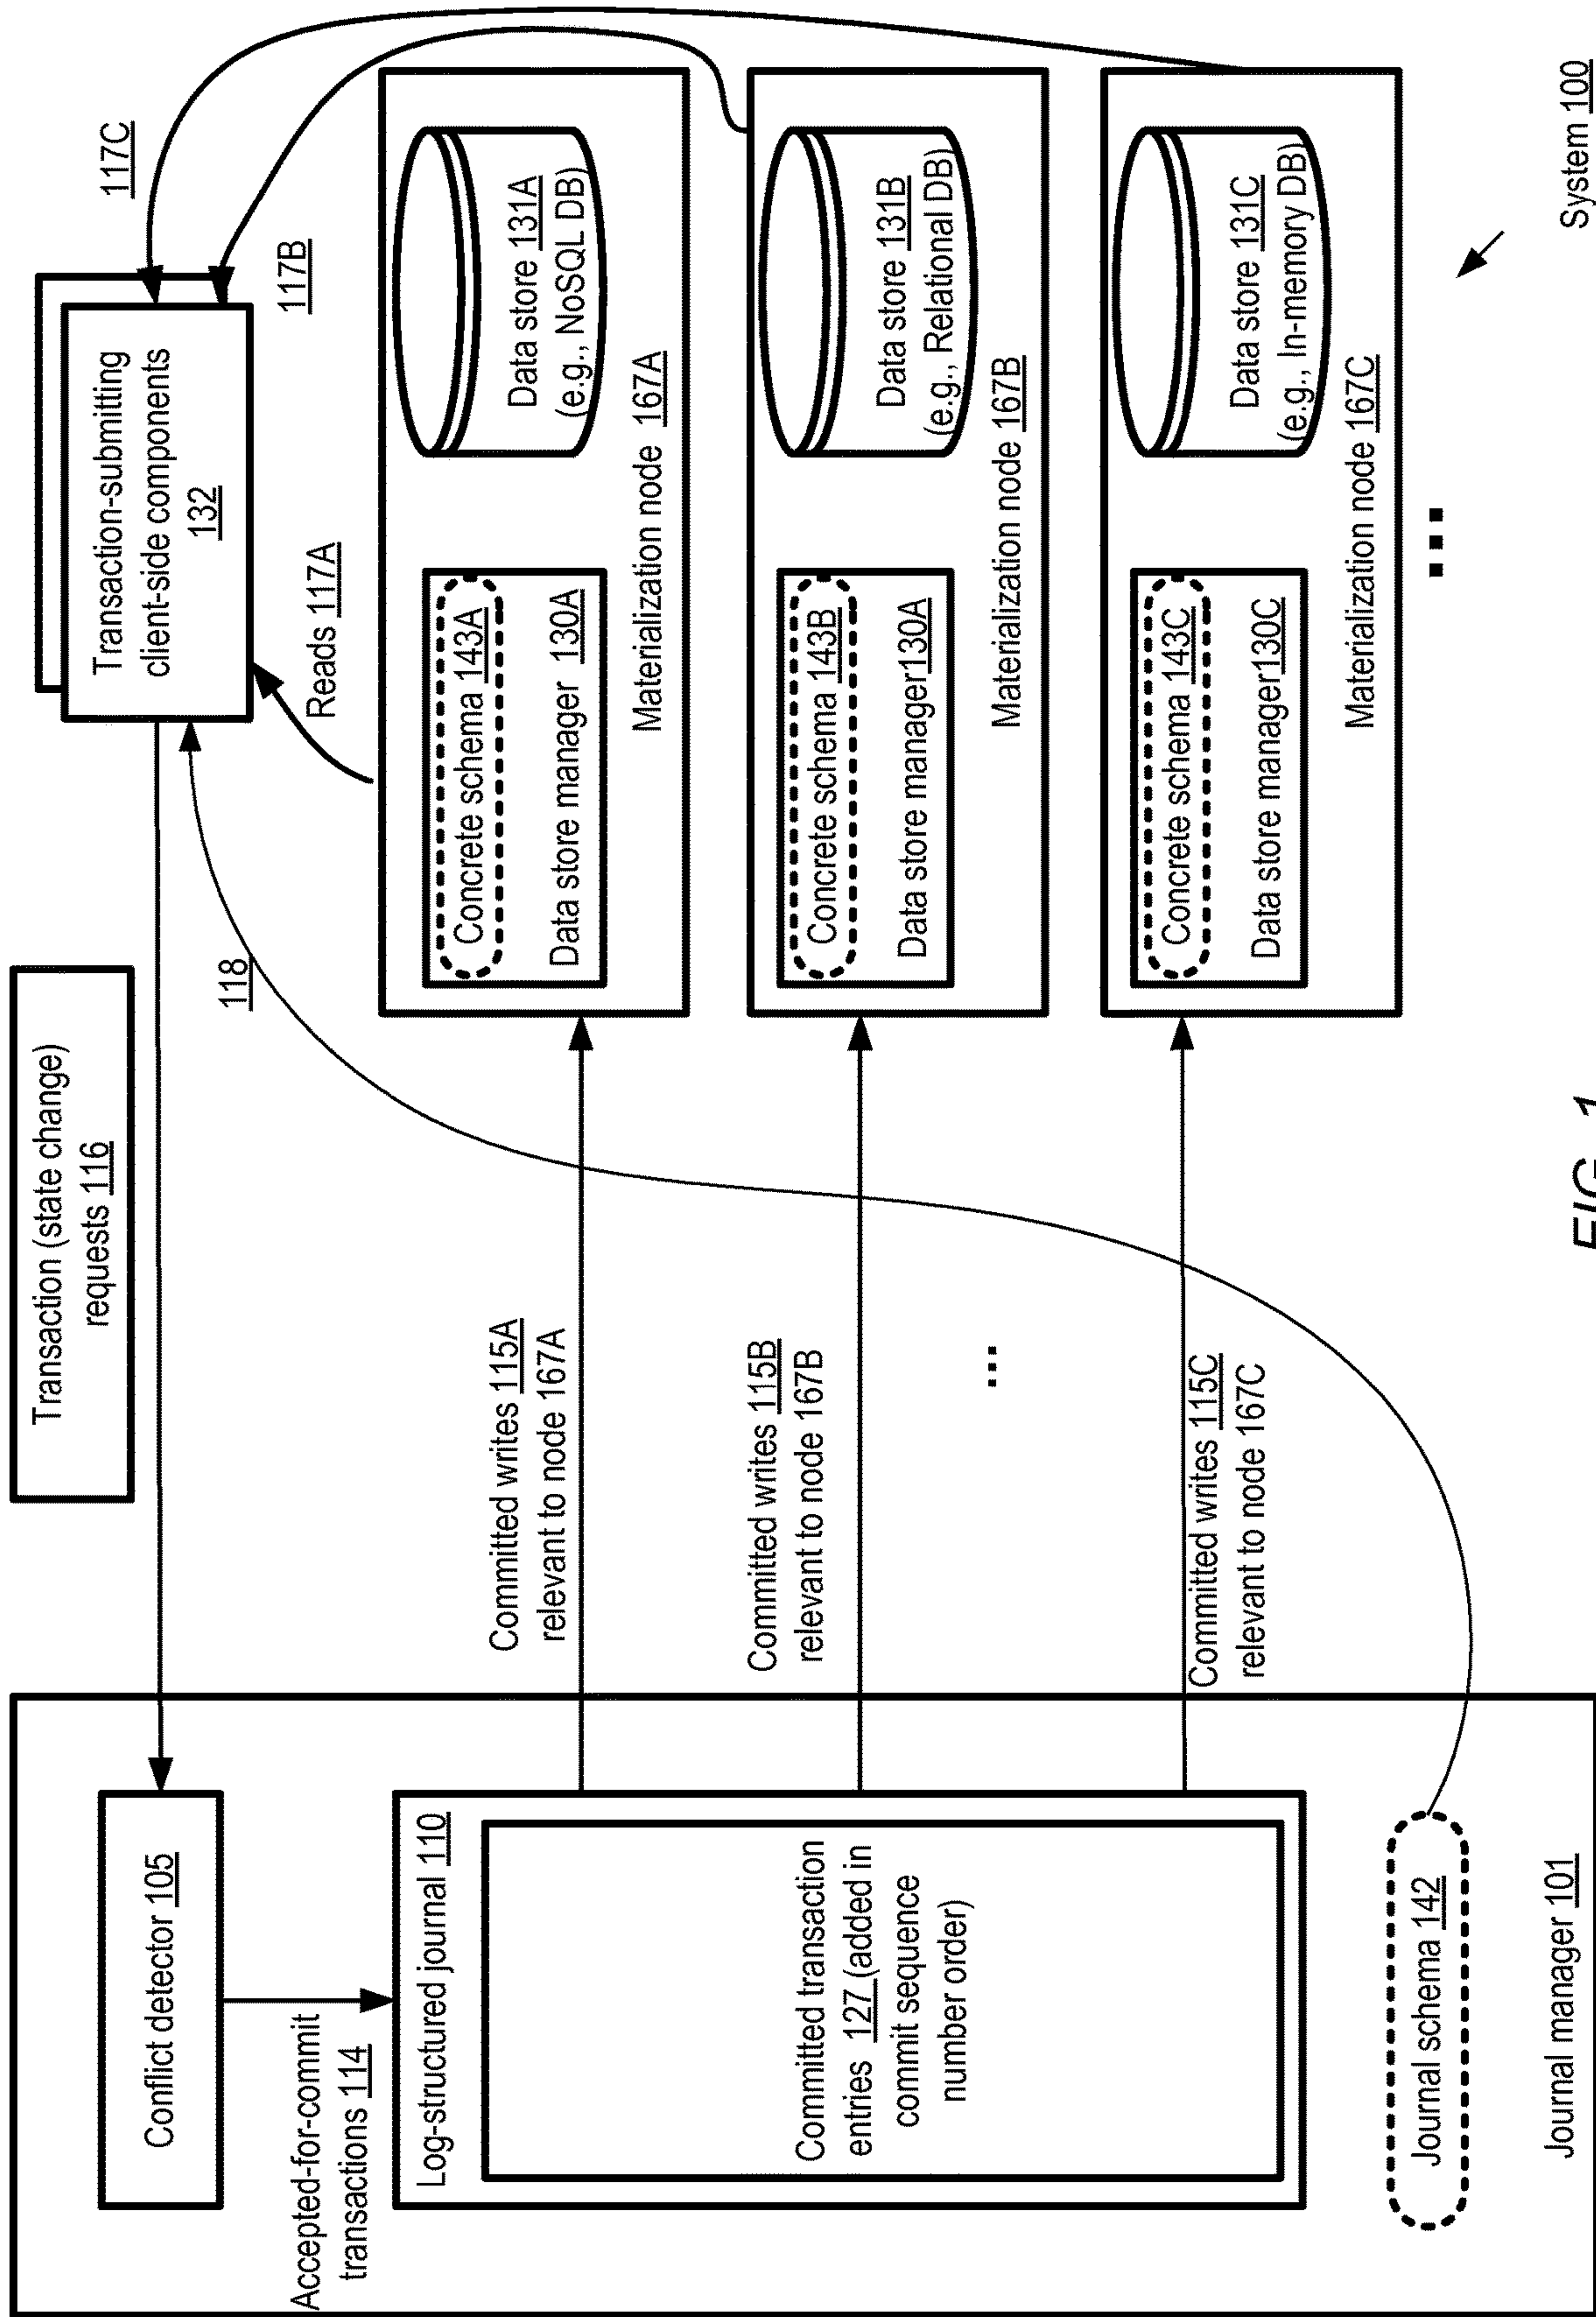 Transaction (state change)
requests 116
Transaction-submitting
client-side components
132
117C
117B
Reads 117A
118
Conflict detector 105
Accepted-for-commit
transactions 114
Log-structured journal 110
Committed transaction
entries 127 (added in
commit sequence
number order)
Journal schema 142
Journal manager 101
Committed writes 115A
relevant to node 167A
Committed writes 115B
relevant to node 167B
...
Committed writes 115C
relevant to node 167C
Concrete schema 143A
Data store manager 130A
Data store 131A
(e.g., NoSQL DB)
Materialization node 167A
Concrete schema 143B
Data store manager130A
Data store 131B
(e.g., Relational DB)
Materialization node 167B
Concrete schema 143C
Data store manager130C
Data store 131C
(e.g., In-memory DB)
Materialization node 167C
...
System 100
FIG. 1